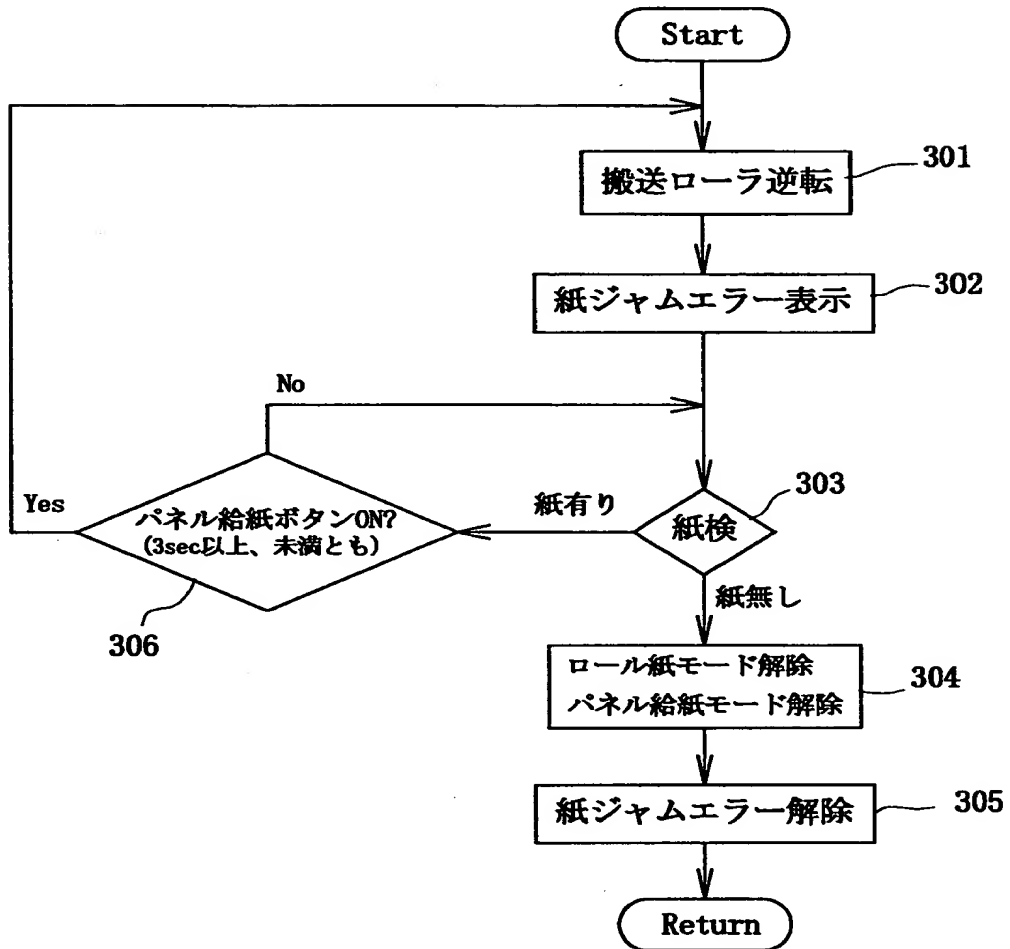 Start
搬送ローラ逆転
301
紙ジャムエラー表示
302
No
Yes
パネル給紙ボタンON?
(3sec以上、未満とも)
306
紙有り
紙検
303
紙無し
ロール紙モード解除
パネル給紙モード解除
304
紙ジャムエラー解除
305
Return